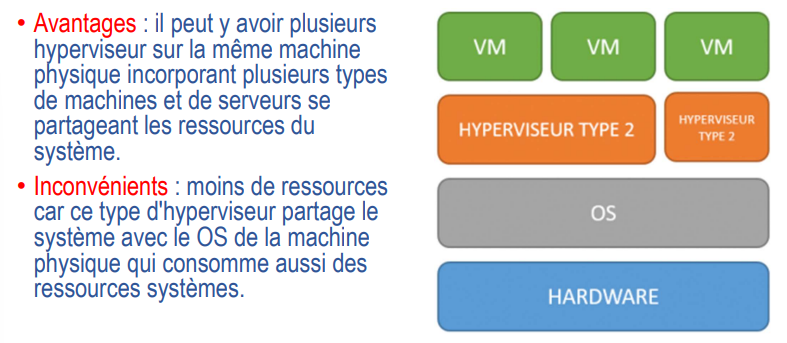 • Avantages : il peut y avoir plusieurs
hyperviseur sur la même machine
physique incorporant plusieurs types
de machines et de serveurs se
partageant les ressources du
système.
• Inconvénients : moins de ressources
car ce type d'hyperviseur partage le
système avec le OS de la machine
physique qui consomme aussi des
ressources systèmes.
VM
VM
VM
HYPERVISEUR TYPE 2
HYPERVISEUR
TYPE 2
OS
HARDWARE